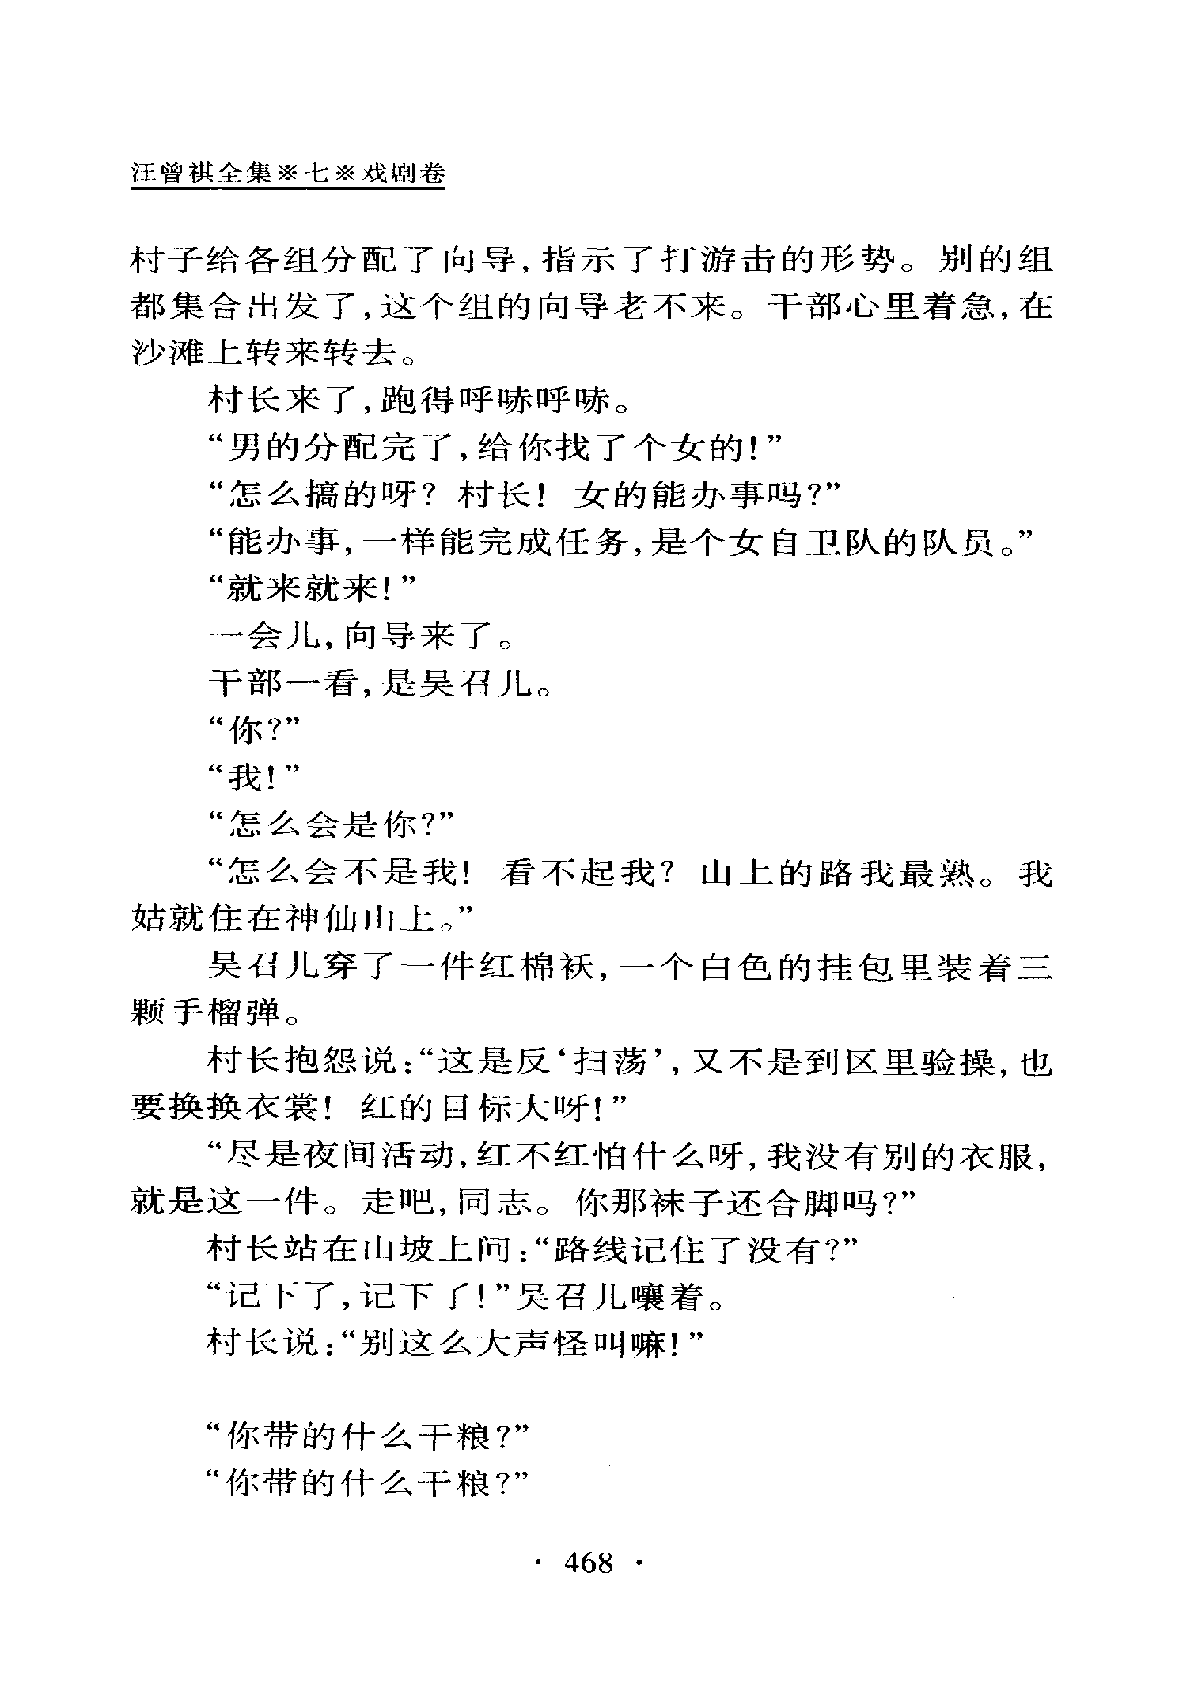 汪曾祺全集※七※戏剧卷
村子给各组分配了向导,指示了打游击的形势。别的组
都集合出发了,这个组的向导老不来。干部心里着急,在
沙滩上转来转去。
村长来了,跑得呼哧呼哧。
“男的分配完了,给你找了个女的!”
“怎么搞的呀?村长!女的能办事吗?”
“能办事,一样能完成任务,是个女自卫队的队员。”
“就来就来!”
一会儿,向导来了。
干部一看,是吴召儿。
“你?”
“我!”
“怎么会是你?”
“怎么会不是我!看不起我?山上的路我最熟。我
姑就住在神仙山上。”
吴召儿穿了一件红棉袄,一个白色的挂包里装着三
颗手榴弹。
村长抱怨说:“这是反‘扫荡’,又不是到区里验操,也
要换换衣裳!红的目标大呀!”
“尽是夜间活动,红不红怕什么呀,我没有别的衣服,
就是这一件。走吧,同志。你那袜子还合脚吗?”
村长站在山坡上问:“路线记住了没有?”
“记下了,记下了!”吴召儿嚷着。
村长说:“别这么大声怪叫嘛!”
“你带的什么干粮?”
“你带的什么干粮?”
· 468 ·